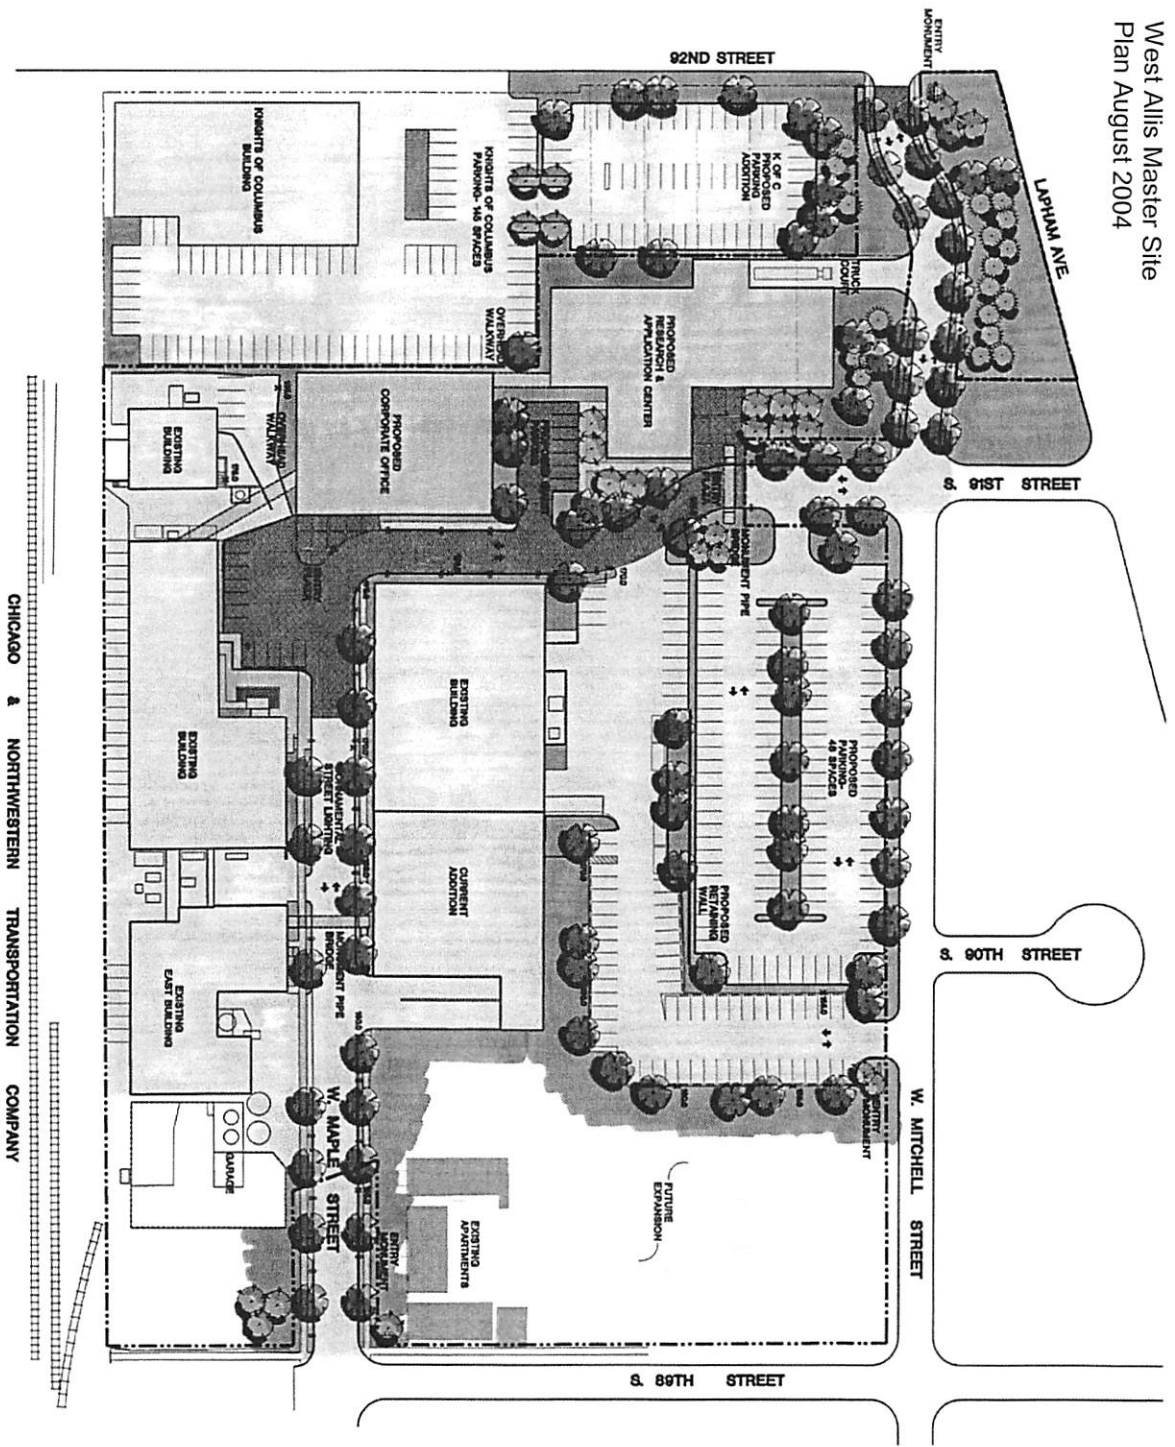 West Allis Master Site
Plan August 2004
ENTRY
MONUMENT
92ND STREET
LAPHAM AVE.
KNIGHTS OF COLUMBUS
BUILDING
KNIGHTS OF COLUMBUS
PARKING- 146 SPACES
K OF C
PROPOSED
PARKING
ADDITION
TRUCK
COURT
OVERHEAD
WALKWAY
PROPOSED
RESEARCH &
APPLICATION CENTER
PROPOSED
CORPORATE OFFICE
OVERHEAD
WALKWAY
EXISTING
BUILDING
S. 91ST STREET
MONUMENT PIPE
BRIDGE
EXISTING
BUILDING
EXISTING
BUILDING
ORNAMENTAL
STREET LIGHTING
PROPOSED
PARKING-
48 SPACES
CURRENT
ADDITION
PROPOSED
RETAINING
WALL
S. 90TH STREET
MONUMENT PIPE
BRIDGE
EXISTING
EAST BUILDING
GARAGE
W. MAPLE STREET
ENTRY
MONUMENT
W. MITCHELL STREET
FUTURE
EXPANSION
EXISTING
APARTMENTS
ENTRY
MONUMENT
S. 89TH STREET
CHICAGO & NORTHWESTERN TRANSPORTATION COMPANY